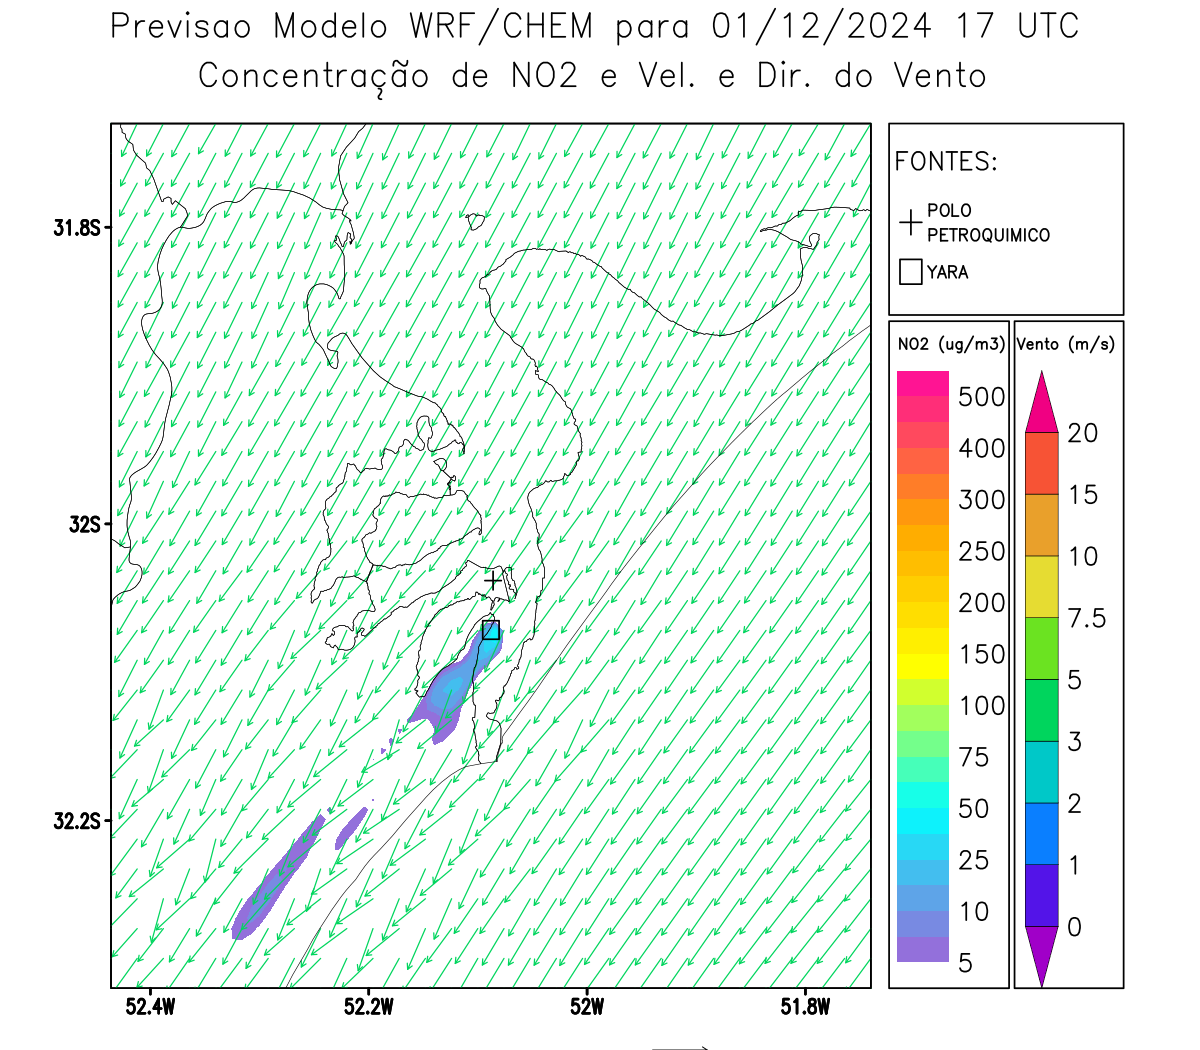 Previsao Modelo WRF/CHEM para 01/12/2024 17 UTC
Concentração de NO2 e Vel. e Dir. do Vento
FONTES:
POLO
PETROQUIMICO
YARA
NO2 (ug/m3)
500
400
300
250
200
150
100
75
50
25
10
5
Vento (m/s)
20
15
10
7.5
5
3
2
1
0
31.8S
32S
32.2S
52.4W
52.2W
52W
51.8W